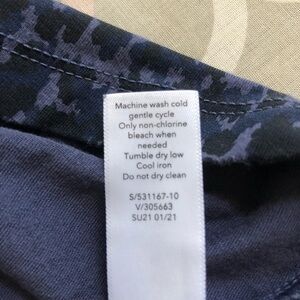 Machine wash cold
gentle cycle
Only non-chlorine
bleach when
needed
Tumble dry low
Cool iron
Do not dry clean
S/531167-10
V/305663
SU21 01/21